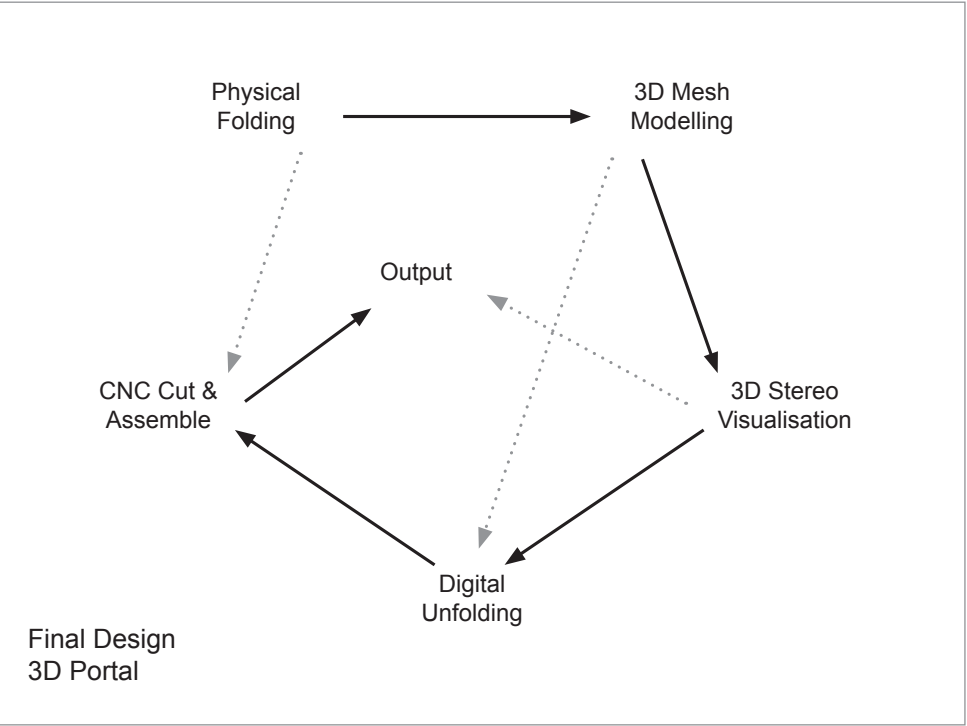 Physical
Folding
3D Mesh
Modelling
Output
CNC Cut &
Assemble
3D Stereo
Visualisation
Digital
Unfolding
Final Design
3D Portal